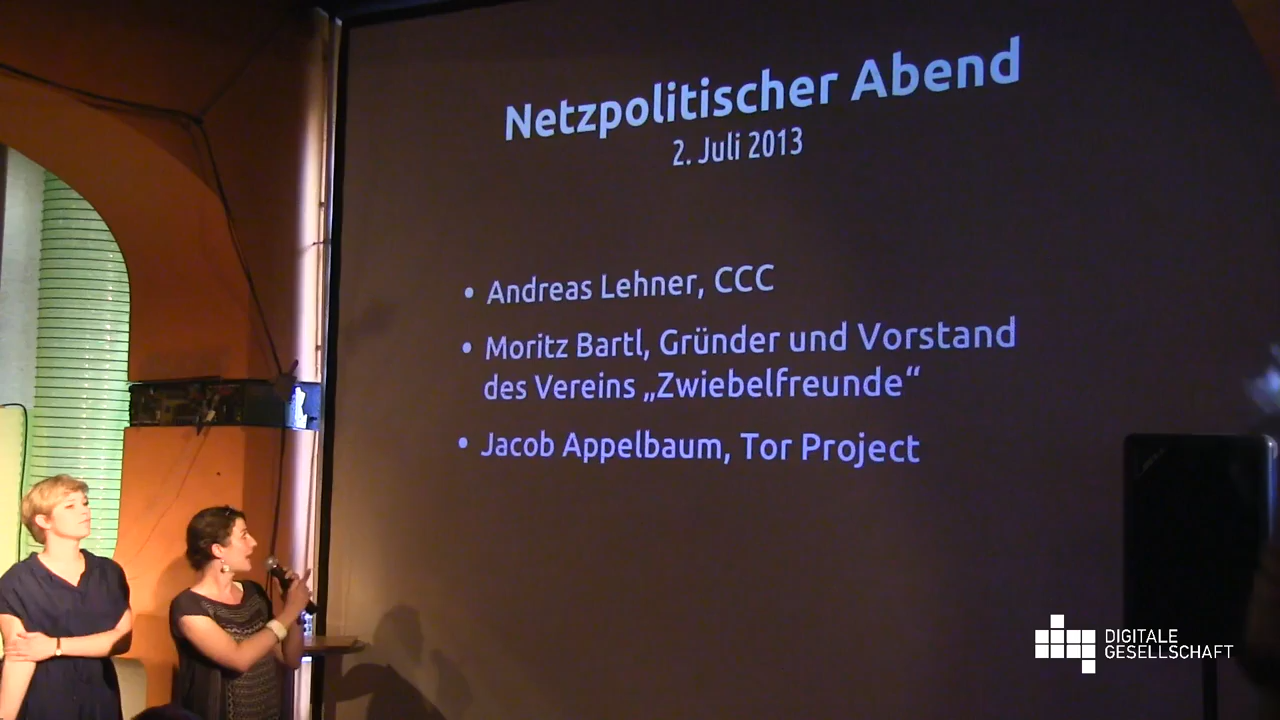 Netzpolitischer Abend
2. Juli 2013
• Andreas Lehner, CCC
• Moritz Bartl, Gründer und Vorstand
des Vereins „Zwiebelfreunde“
• Jacob Appelbaum, Tor Project
DIGITALE
GESELLSCHAFT